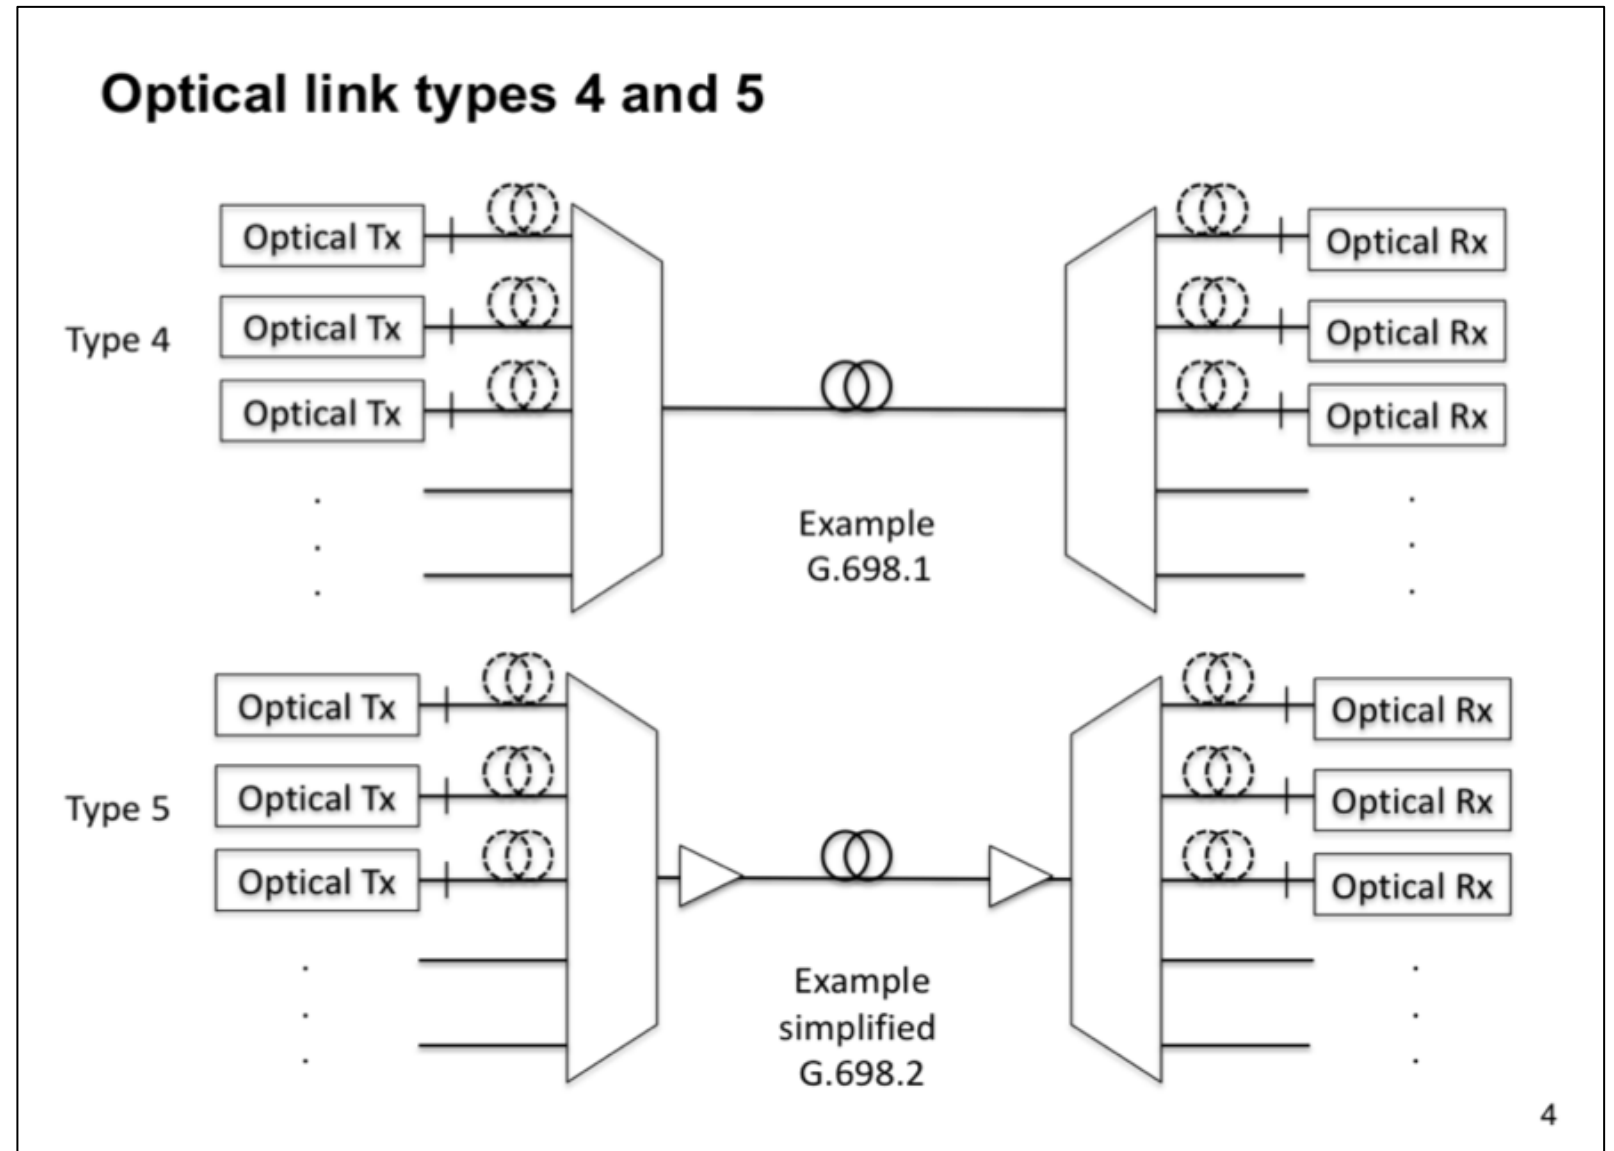 Optical link types 4 and 5
Optical Tx
Optical Rx
Optical Tx
Optical Rx
Type 4
Optical Tx
Optical Rx
.
.
.
.
.
.
Example
G.698.1
Optical Tx
Optical Rx
Optical Tx
Optical Rx
Type 5
Optical Tx
Optical Rx
.
.
.
.
.
.
Example
simplified
G.698.2
4